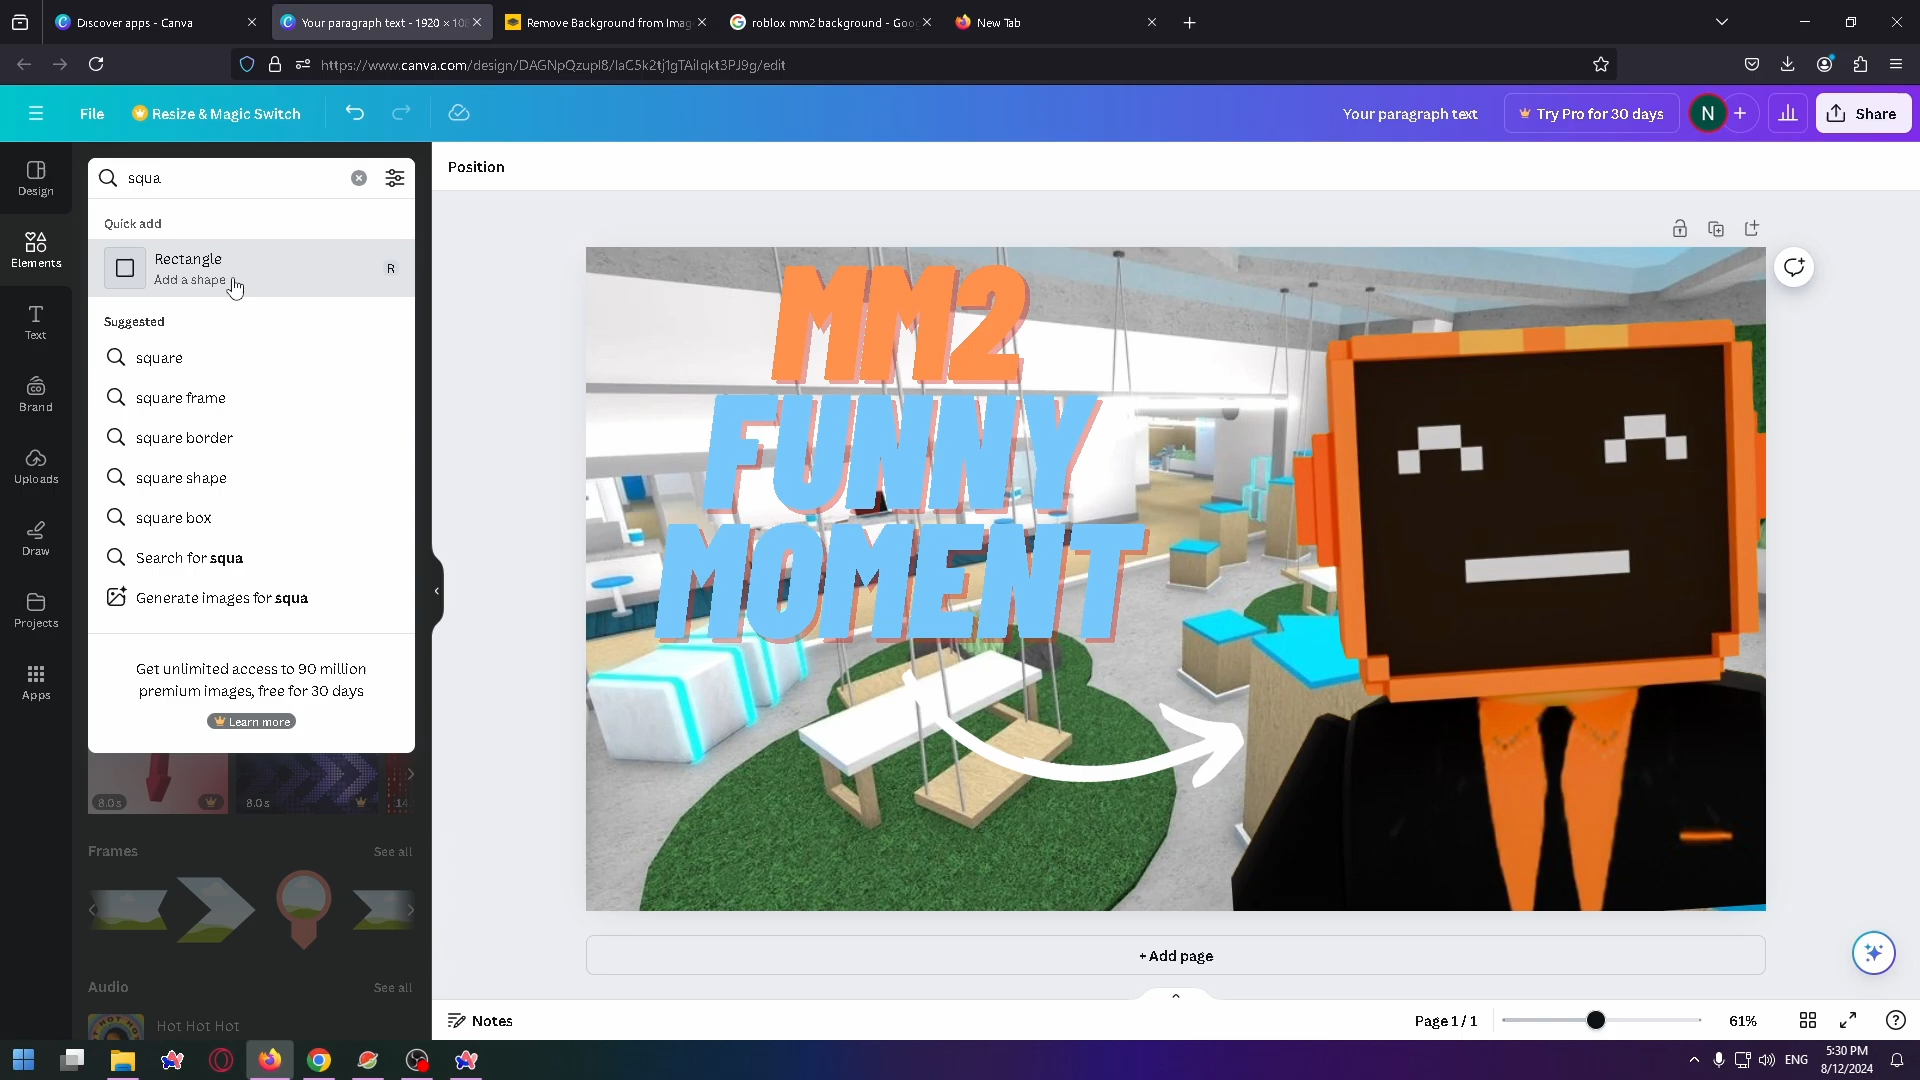 Discover apps - Canva
Your paragraph text - 1920 × 108
Remove Background from Imag
roblox mm2 background - Goog
New Tab
https://www.canva.com/design/DAGNpQzupI8/IaC5k2tj1gTAiIqkt3PJ9g/edit
File
Resize & Magic Switch
Your paragraph text
Try Pro for 30 days
N
Share
Design
Elements
Text
Brand
Uploads
Draw
Projects
Apps
squa
Quick add
Rectangle
Add a shape
R
Suggested
square
square frame
square border
square shape
square box
Search for squa
Generate images for squa
Get unlimited access to 90 million
premium images, free for 30 days
Learn more
8.0s
8.0s
14.
Frames
See all
Audio
See all
Hot Hot Hot
Position
MM2
FUNNY
MOMENT
+ Add page
Notes
Page 1 / 1
61%
ENG
5:30 PM
8/12/2024